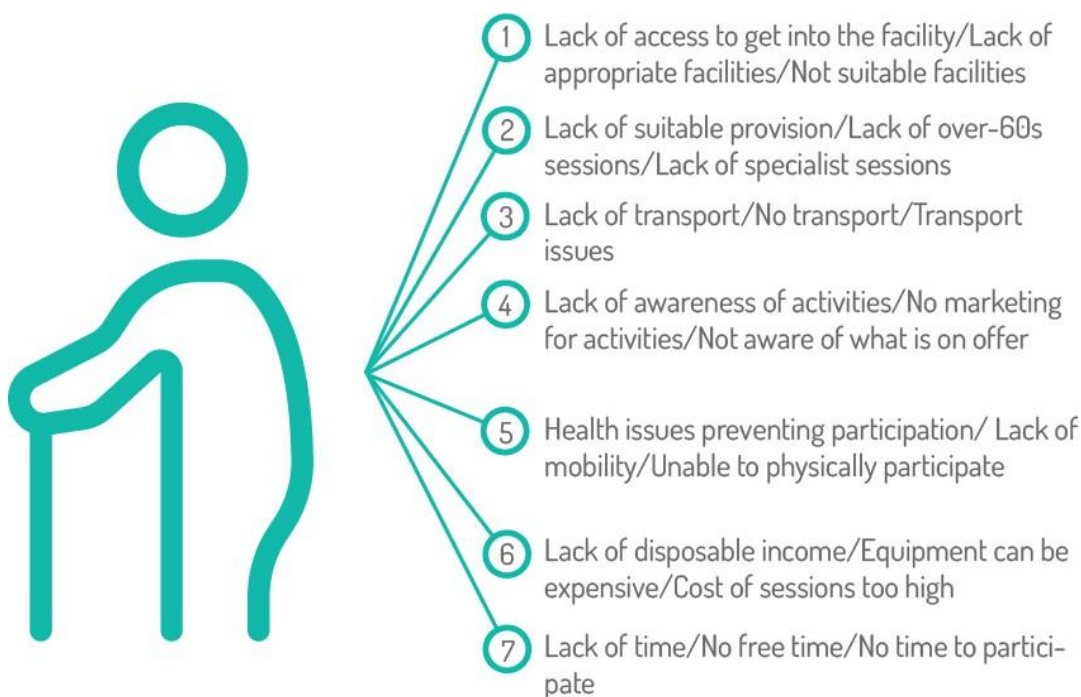 1 Lack of access to get into the facility/Lack of
appropriate facilities/Not suitable facilities
2 Lack of suitable provision/Lack of over-60s
sessions/Lack of specialist sessions
3 Lack of transport/No transport/Transport
issues
4 Lack of awareness of activities/No marketing
for activities/Not aware of what is on offer
5 Health issues preventing participation/ Lack of
mobility/Unable to physically participate
6 Lack of disposable income/Equipment can be
expensive/Cost of sessions too high
7 Lack of time/No free time/No time to partici-
pate